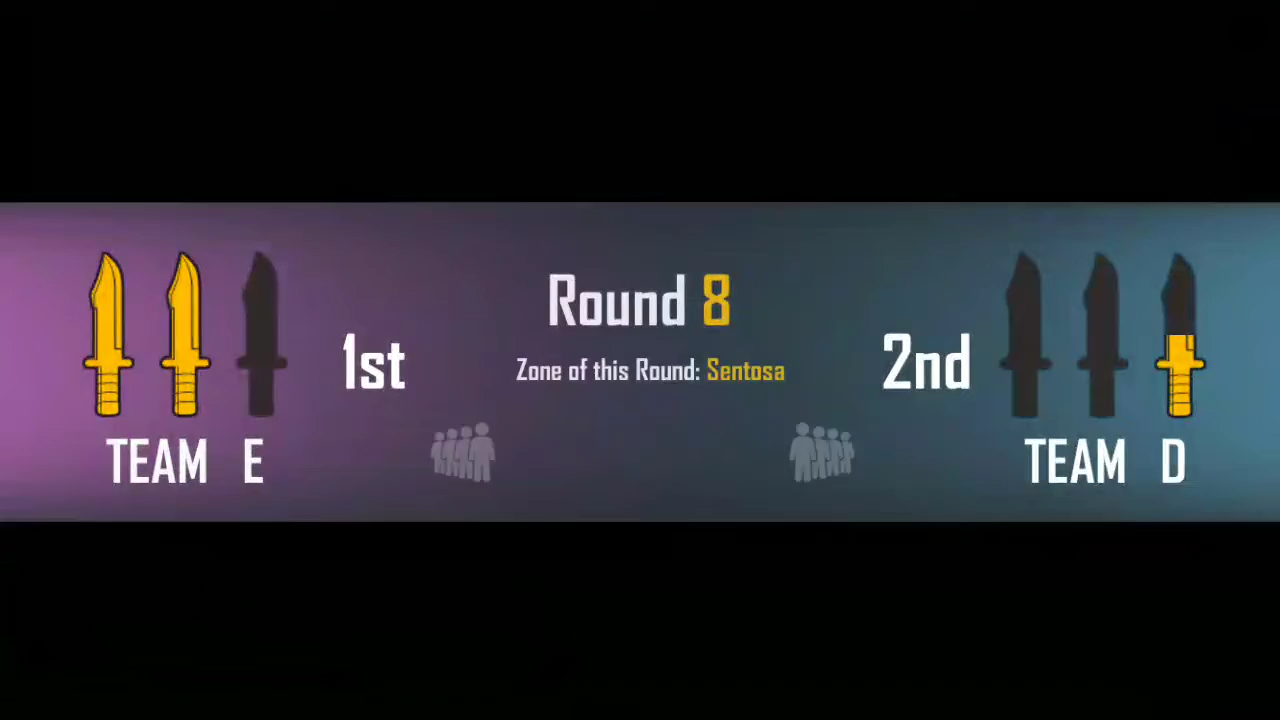 Round 8
Zone of this Round: Sentosa
1st
2nd
TEAM E
TEAM D